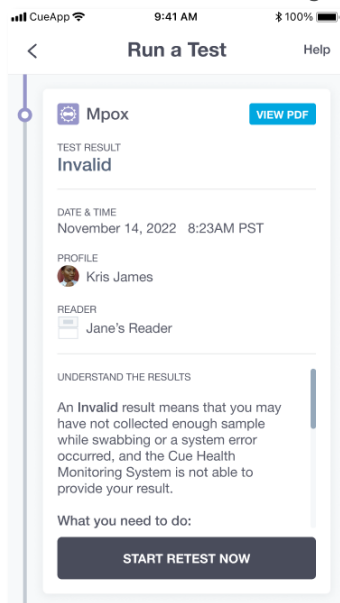 CueApp 9:41 AM 100%
Run a Test Help
Mpox VIEW PDF
TEST RESULT
Invalid
DATE & TIME
November 14, 2022 8:23AM PST
PROFILE
Kris James
READER
Jane's Reader
UNDERSTAND THE RESULTS
An Invalid result means that you may
have not collected enough sample
while swabbing or a system error
occurred, and the Cue Health
Monitoring System is not able to
provide your result.
What you need to do:
START RETEST NOW